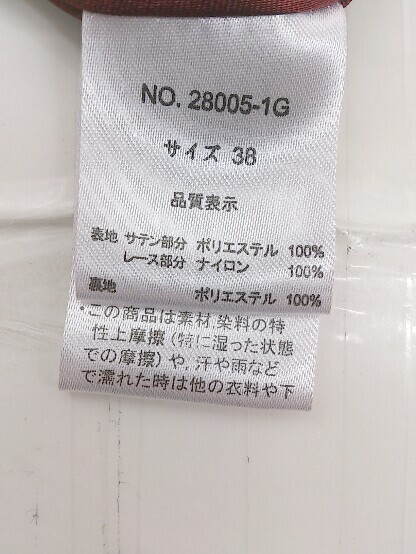 NO. 28005-1G
サイズ 38
品質表示
表地 サテン部分 ポリエステル 100%
レース部分 ナイロン 100%
裏地 ポリエステル 100%
・この商品は素材.染料の特
性上摩擦(特に湿った状態
での摩擦)や、汗や雨など
で濡れた時は他の衣料や下